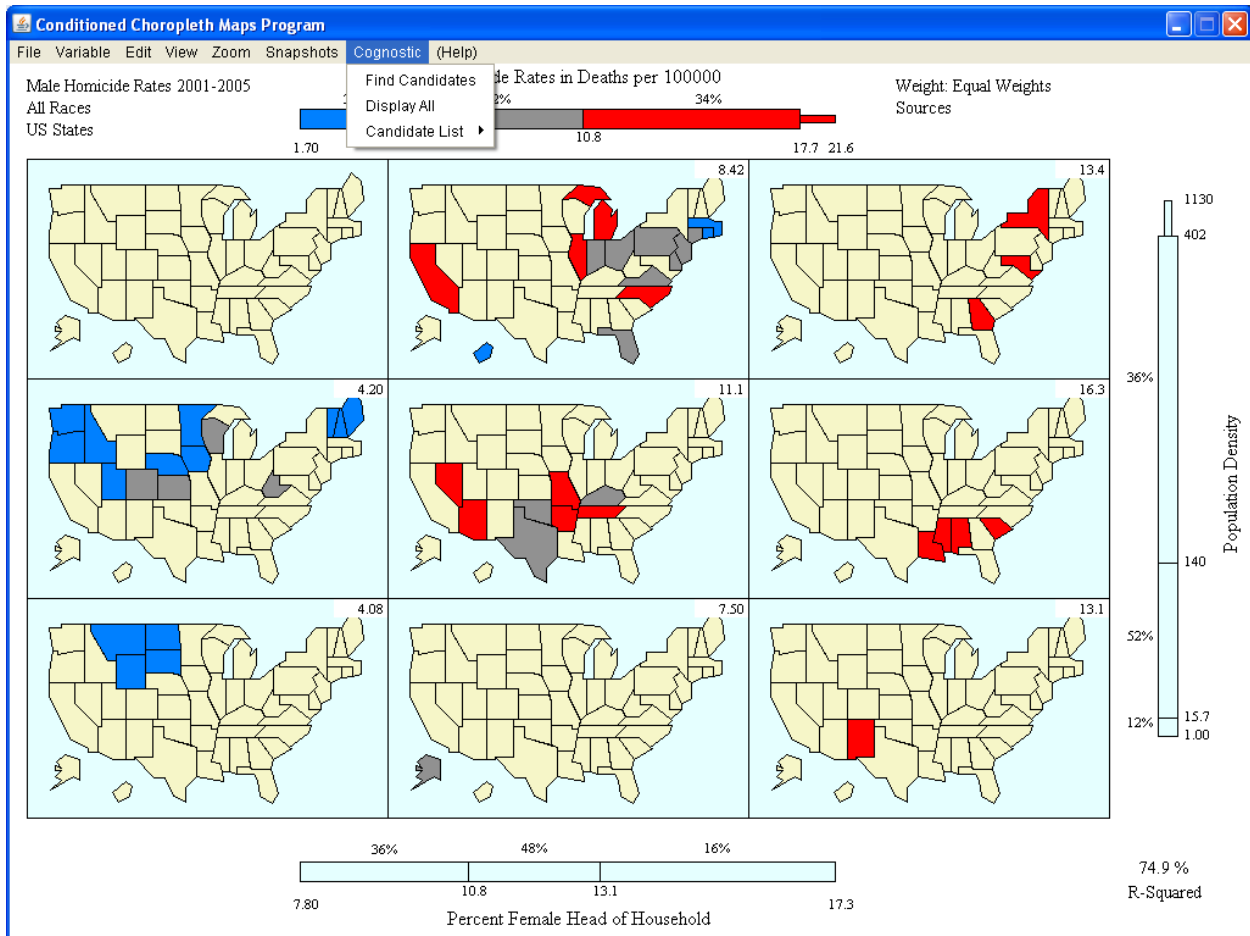 Conditioned Choropleth Maps Program
File Variable Edit View Zoom Snapshots Cognostic (Help)
Find Candidates
Display All
Candidate List
Male Homicide Rates 2001-2005
All Races
US States
Rates in Deaths per 100000
34%
1.70 10.8 17.7 21.6
Weight: Equal Weights
Sources
8.42 13.4
4.20 11.1 16.3
4.08 7.50 13.1
1130
402
36%
140
52%
15.7
12%
1.00
Population Density
36% 48% 16%
10.8 13.1
7.80 17.3
Percent Female Head of Household
74.9 %
R-Squared